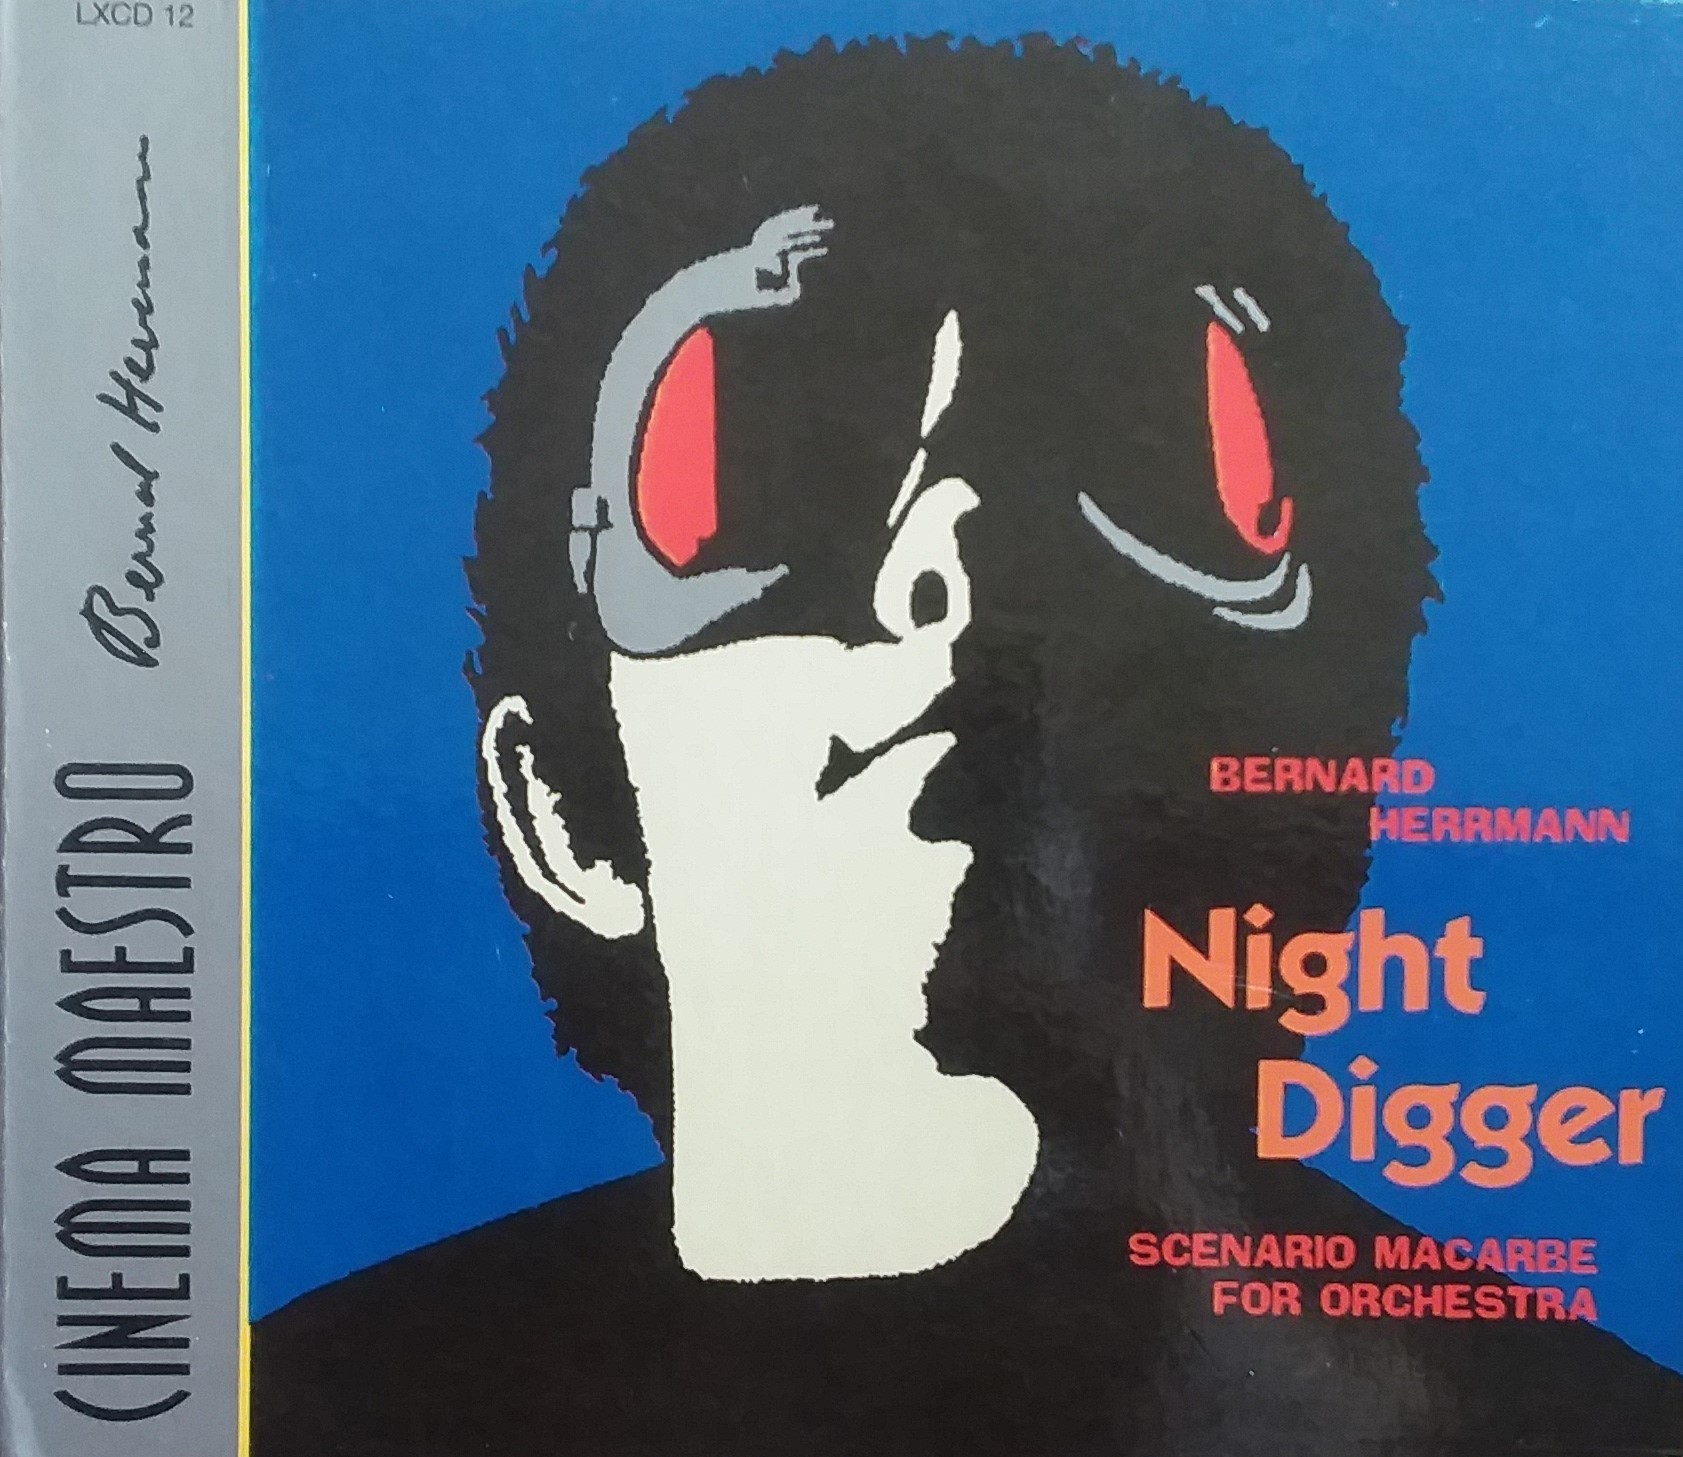 LXCD 12
CINEMA MAESTRO Bernard Herrmann
BERNARD
HERRMANN
Night
Digger
SCENARIO MACARBE
FOR ORCHESTRA